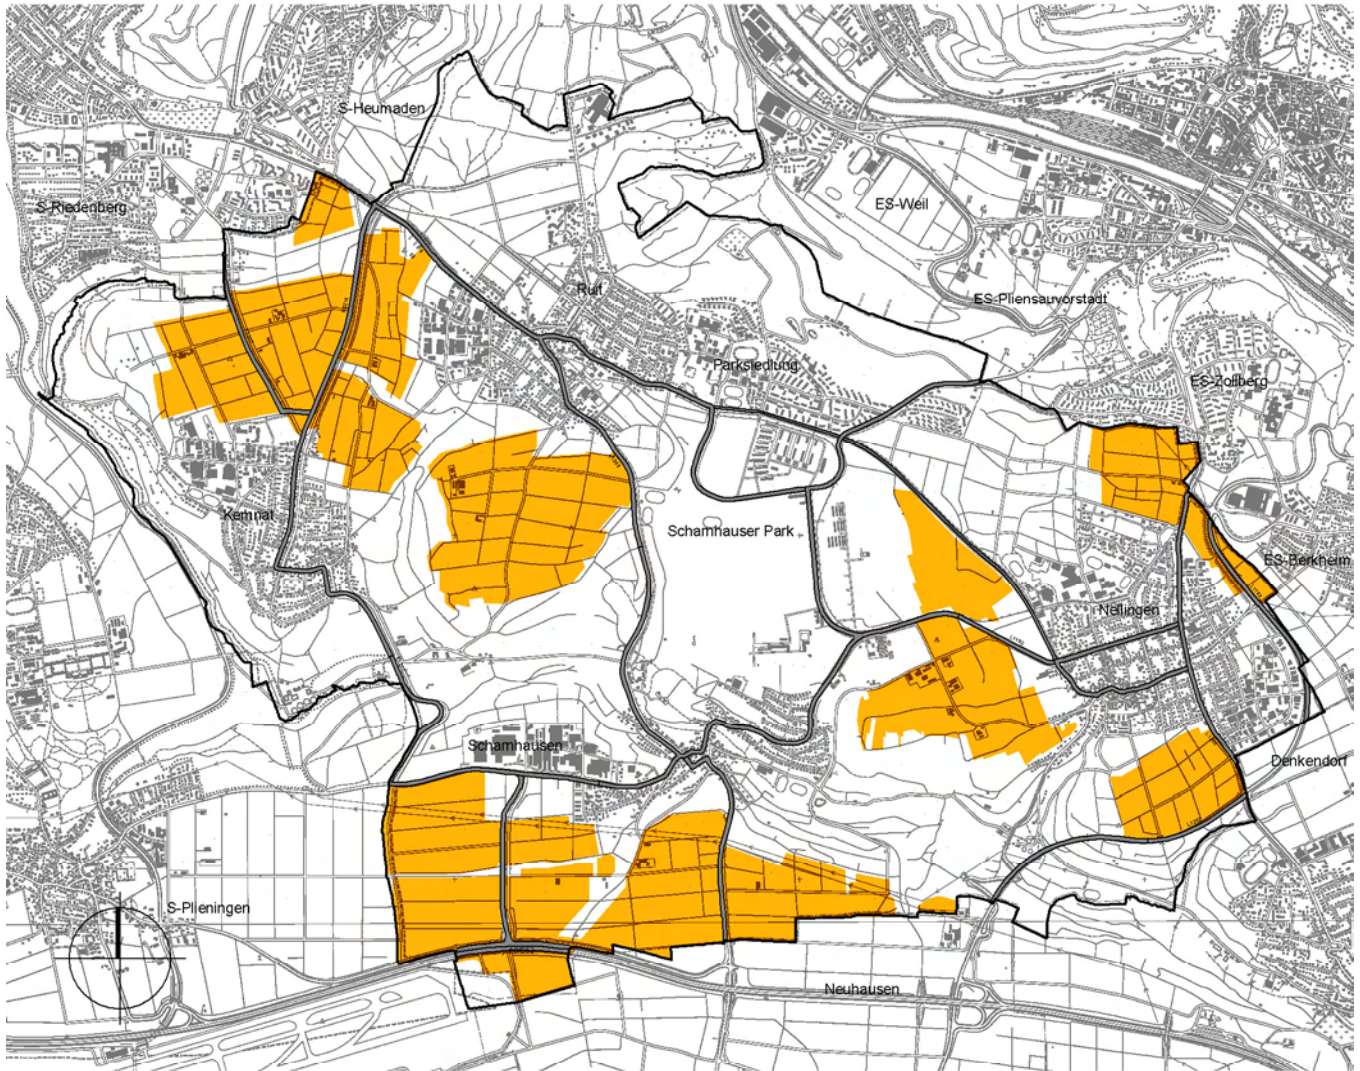 S-Heumaden
S-Riedenberg
ES-Weil
Ruit
ES-Pliensauvorstadt
Parksiedlung
ES-Zollberg
Kemnat
Scharnhauser Park
ES-Berkheim
Nellingen
Scharnhausen
Denkendorf
S-Plieningen
Neuhausen